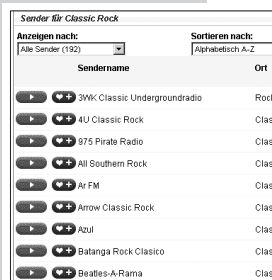 Sender für Classic Rock
Anzeigen nach: Sortieren nach:
Alle Sender (192) Alphabetisch A-Z
Sendername Ort
3WK Classic Undergroundradio Rock
4U Classic Rock Clas
975 Pirate Radio Clas
All Southern Rock Clas
Ar FM Clas
Arrow Classic Rock Clas
Azul Clas
Batanga Rock Clasico Clas
Beatles-A-Rama Clas